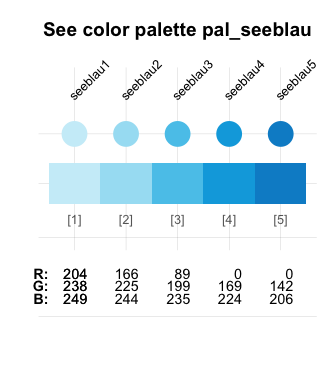 See color palette pal_seeblau
seeblau1 seeblau2 seeblau3 seeblau4 seeblau5
[1] [2] [3] [4] [5]
R: 204 166 89 0 0
G: 238 225 199 169 142
B: 249 244 235 224 206